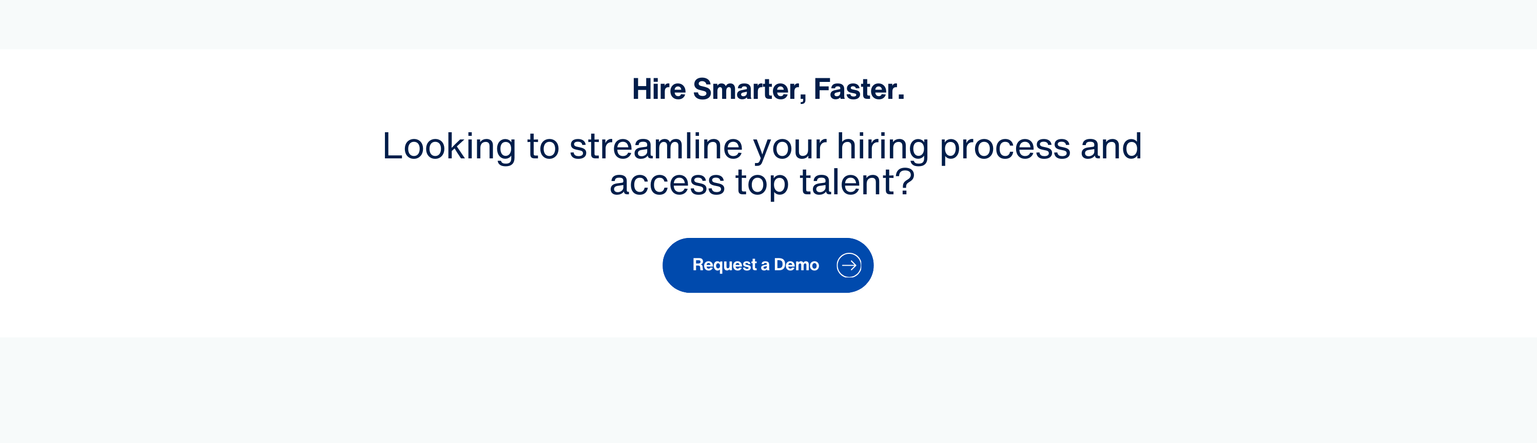 Hire Smarter, Faster.
Looking to streamline your hiring process and
access top talent?
Request a Demo